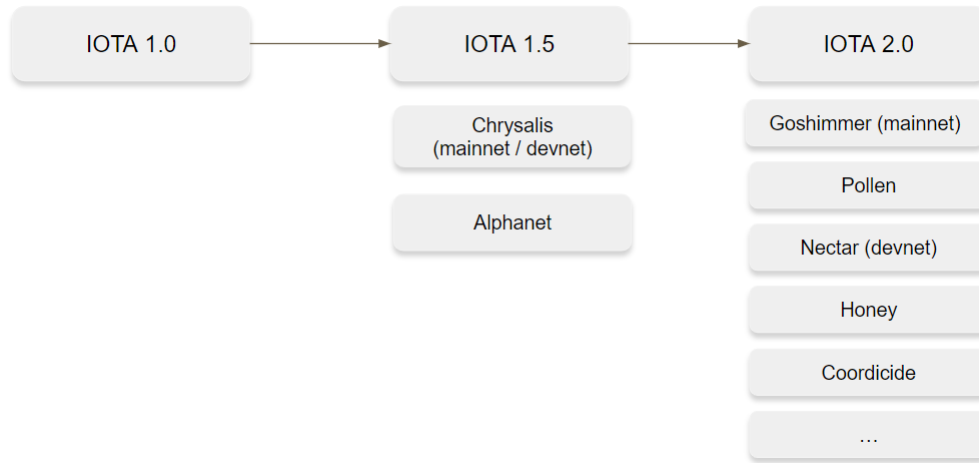 IOTA 1.0
IOTA 1.5
IOTA 2.0
Chrysalis
(mainnet / devnet)
Alphanet
Goshimmer (mainnet)
Pollen
Nectar (devnet)
Honey
Coordicide
...